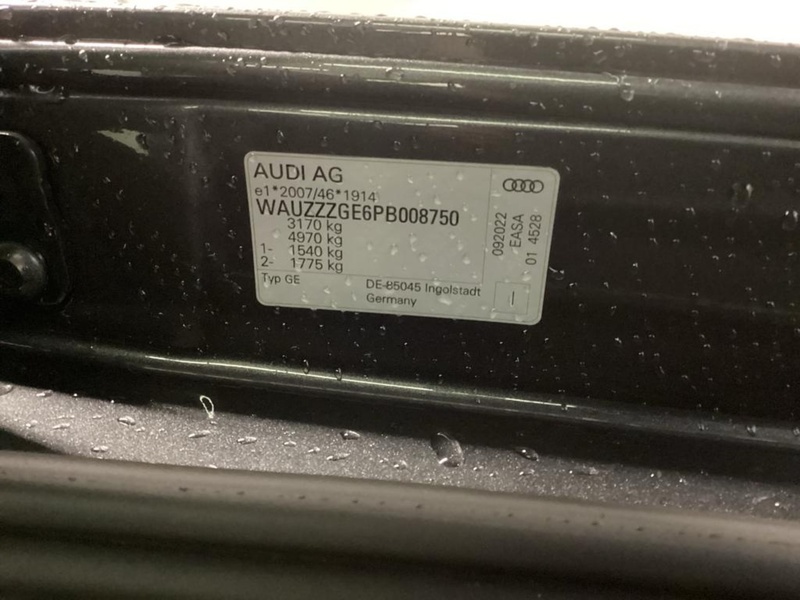 AUDI AG
e1*2007/46*1914
WAUZZZGE6PB008750
3170 kg
4970 kg
1- 1540 kg
2- 1775 kg
Typ GE
DE-85045 Ingolstadt
Germany
092022
EASA
01 4528
I